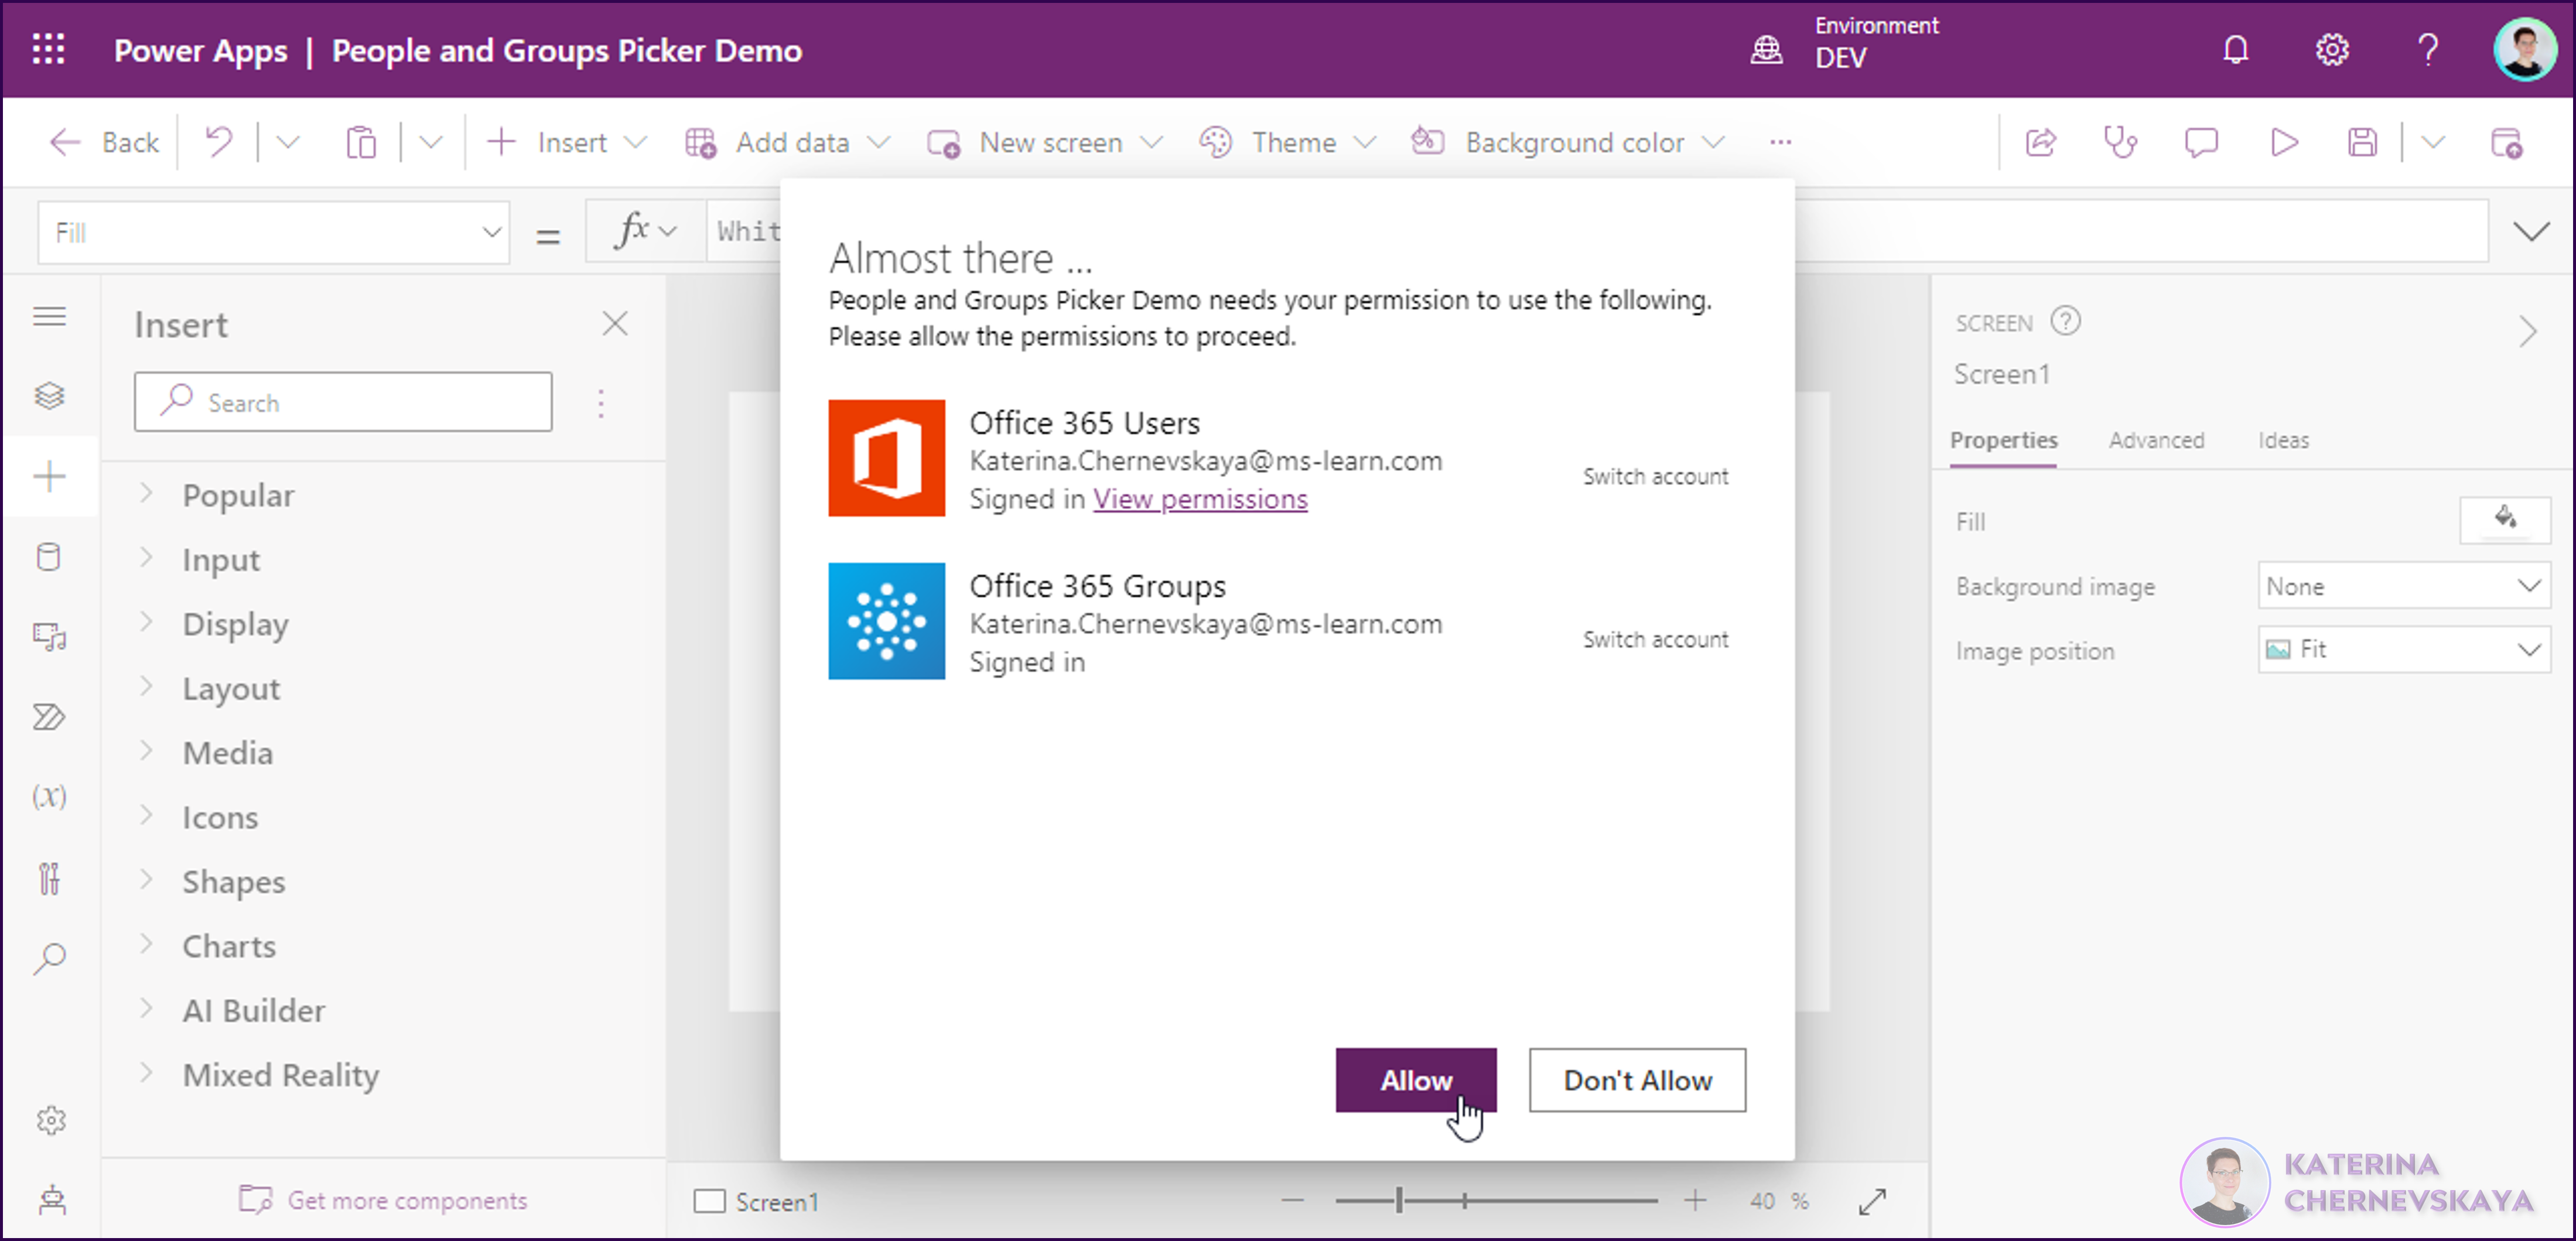 Power Apps | People and Groups Picker Demo
Environment
DEV
Back
Insert
Add data
New screen
Theme
Background color
Fill
=
fx
Whit
Insert
Search
Popular
Input
Display
Layout
Media
Icons
Shapes
Charts
AI Builder
Mixed Reality
Get more components
(x)
Almost there ...
People and Groups Picker Demo needs your permission to use the following.
Please allow the permissions to proceed.
Office 365 Users
Katerina.Chernevskaya@ms-learn.com
Signed in View permissions
Switch account
Office 365 Groups
Katerina.Chernevskaya@ms-learn.com
Signed in
Switch account
Allow
Don't Allow
Screen1
40 %
SCREEN
Screen1
Properties
Advanced
Ideas
Fill
Background image
None
Image position
Fit
KATERINA
CHERNEVSKAYA